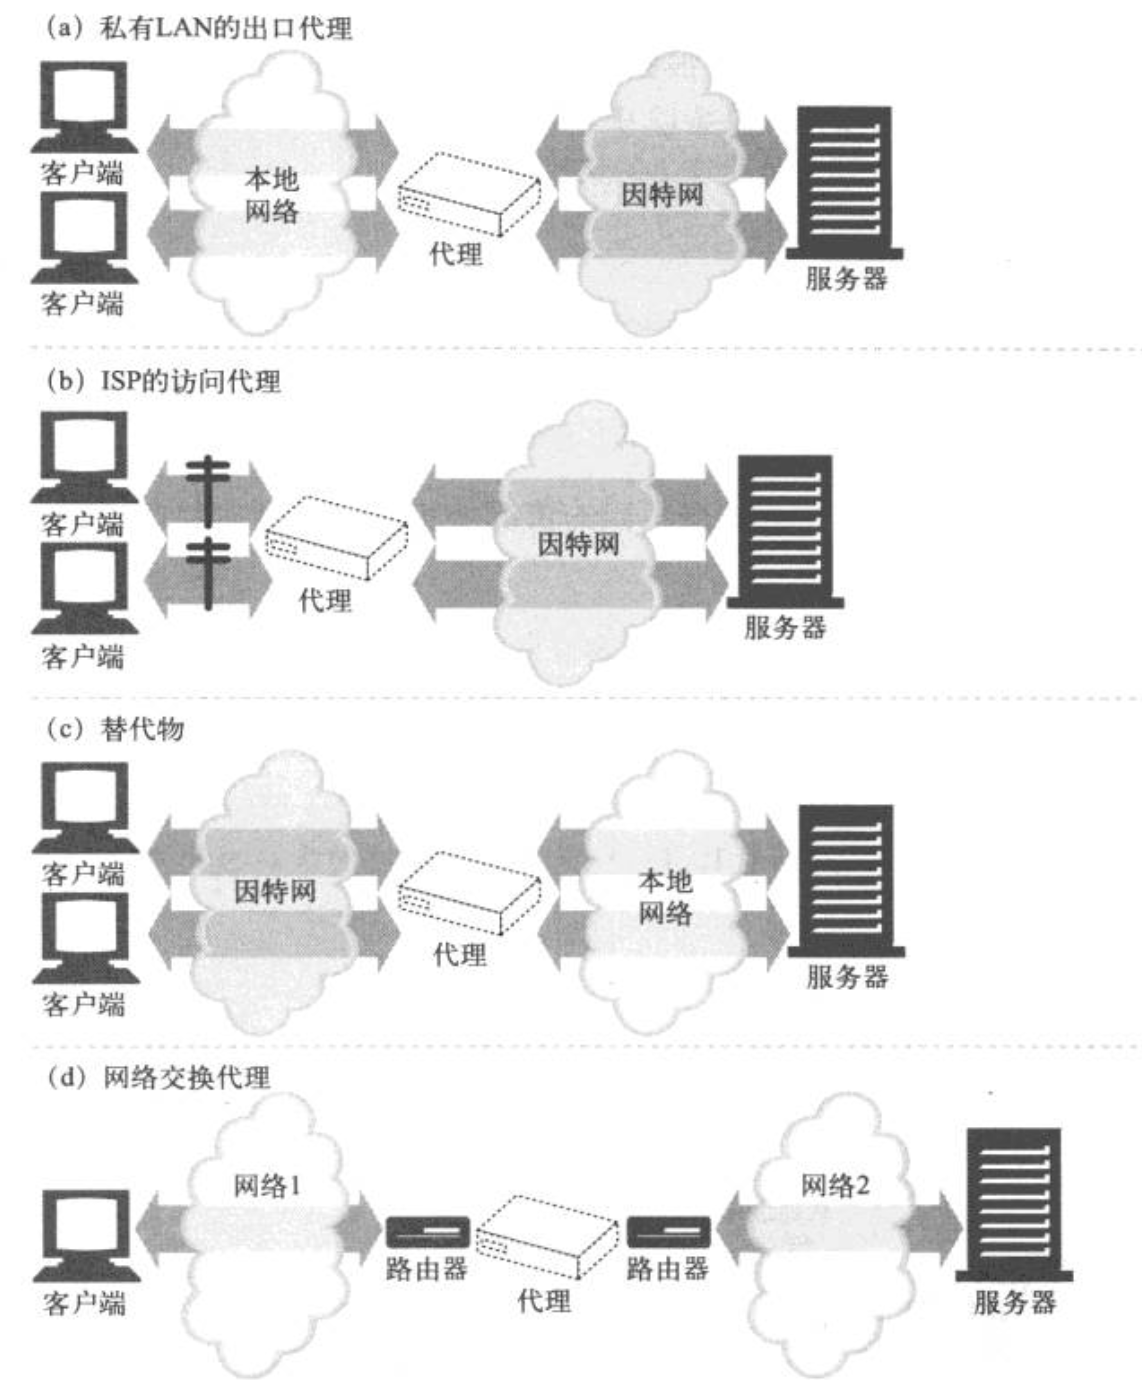 （a）私有LAN的出口代理
客户端
客户端
本地
网络
代理
因特网
服务器
（b）ISP的访问代理
客户端
客户端
代理
因特网
服务器
（c）替代物
客户端
客户端
因特网
代理
本地
网络
服务器
（d）网络交换代理
客户端
网络1
路由器
代理
路由器
网络2
服务器